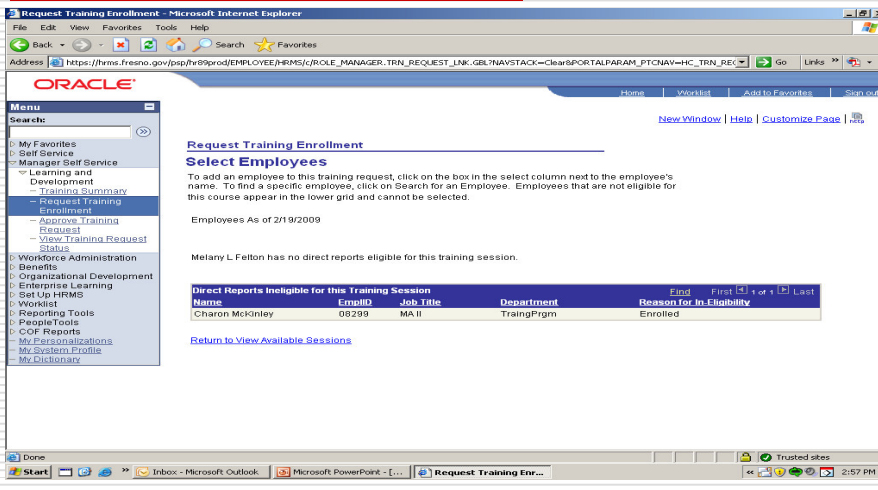 Request Training Enrollment - Microsoft Internet Explorer
File Edit View Favorites Tools Help
Back Search Favorites
Address https://hrms.fresno.gov/psp/hr89prod/EMPLOYEE/HRMS/c/ROLE_MANAGER.TRN_REQUEST_LNK.GBL?NAVSTACK=Clear&PORTALPARAM_PTCNAV=HC_TRN_REC Go Links »
ORACLE
Home Worklist Add to Favorites Sign out
Menu
Search:
My Favorites
Self Service
Manager Self Service
Learning and
Development
– Training Summary
– Request Training
Enrollment
– Approve Training
Request
– View Training Request
Status
Workforce Administration
Benefits
Organizational Development
Enterprise Learning
Set Up HRMS
Worklist
Reporting Tools
PeopleTools
COF Reports
– My Personalizations
– My System Profile
– My Dictionary
New Window | Help | Customize Page | http
Request Training Enrollment
Select Employees
To add an employee to this training request, click on the box in the select column next to the employee's
name. To find a specific employee, click on Search for an Employee. Employees that are not eligible for
this course appear in the lower grid and cannot be selected.
Employees As of 2/19/2009
Melany L Felton has no direct reports eligible for this training session.
Direct Reports Ineligible for this Training Session Find First 1 of 1 Last
Name EmplID Job Title Department Reason for In-Eligibility
Charon McKinley 08299 MA II TraingPrgm Enrolled
Return to View Available Sessions
Done Trusted sites
Start » Inbox - Microsoft Outlook Microsoft PowerPoint - [... Request Training Enr... « 2:57 PM